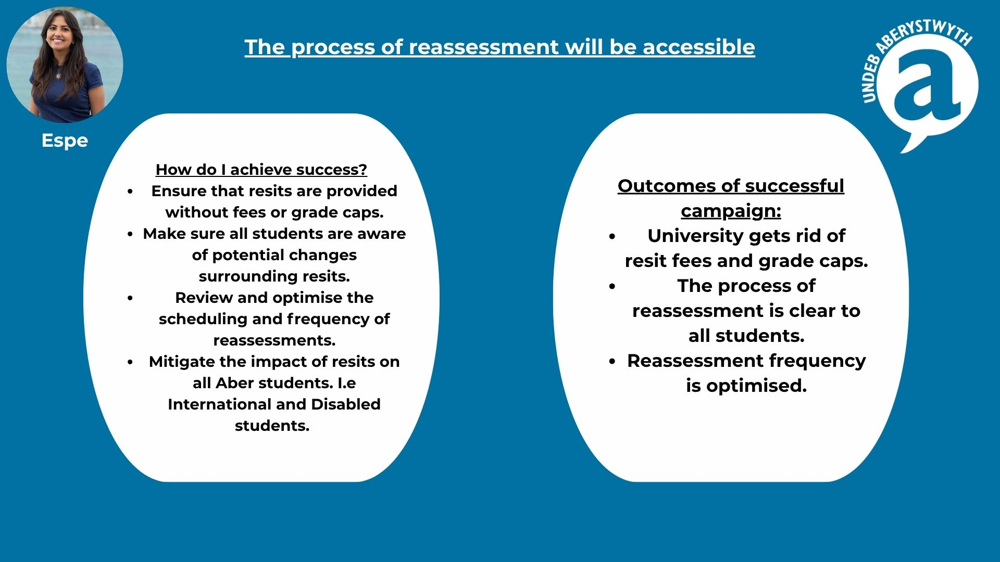 The process of reassessment will be accessible
UNDEB ABERYSTWYTH
a
Espe
How do I achieve success?
• Ensure that resits are provided
without fees or grade caps.
• Make sure all students are aware
of potential changes
surrounding resits.
• Review and optimise the
scheduling and frequency of
reassessments.
• Mitigate the impact of resits on
all Aber students. I.e
International and Disabled
students.
Outcomes of successful
campaign:
• University gets rid of
resit fees and grade caps.
• The process of
reassessment is clear to
all students.
• Reassessment frequency
is optimised.